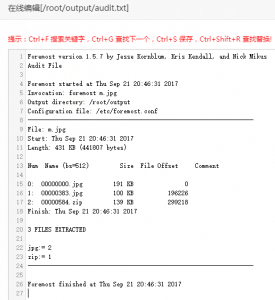 在线编辑[/root/output/audit.txt]
提示：Ctrl+F 搜索关键字，Ctrl+G 查找下一个，Ctrl+S 保存，Ctrl+Shift+R 查找替换!
1 Foremost version 1.5.7 by Jesse Kornblum, Kris Kendall, and Nick Mikus
2 Audit File
3
4 Foremost started at Thu Sep 21 20:46:31 2017
5 Invocation: foremost m.jpg
6 Output directory: /root/output
7 Configuration file: /etc/foremost.conf
8 ------------------------------------------------------------------
9 File: m.jpg
10 Start: Thu Sep 21 20:46:31 2017
11 Length: 431 KB (441807 bytes)
12
13 Num Name (bs=512) Size File Offset Comment
14
15 0: 00000000.jpg 191 KB 0
16 1: 00000383.jpg 100 KB 196226
17 2: 00000584.zip 139 KB 299218
18 Finish: Thu Sep 21 20:46:31 2017
19
20 3 FILES EXTRACTED
21
22 jpg:= 2
23 zip:= 1
24 ------------------------------------------------------------------
25
26 Foremost finished at Thu Sep 21 20:46:31 2017
27